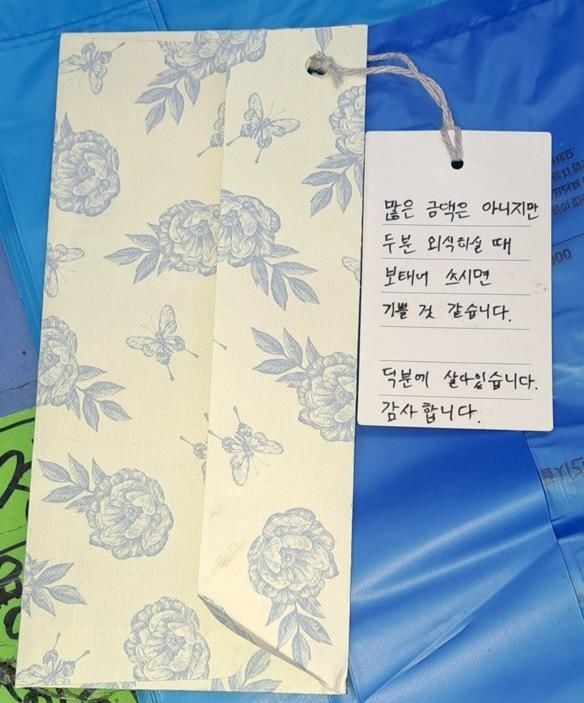 많은 금액은 아니지만
두분 외식하실 때
보태어 쓰시면
기쁠 것 같습니다.
덕분에 살아있습니다.
감사합니다.